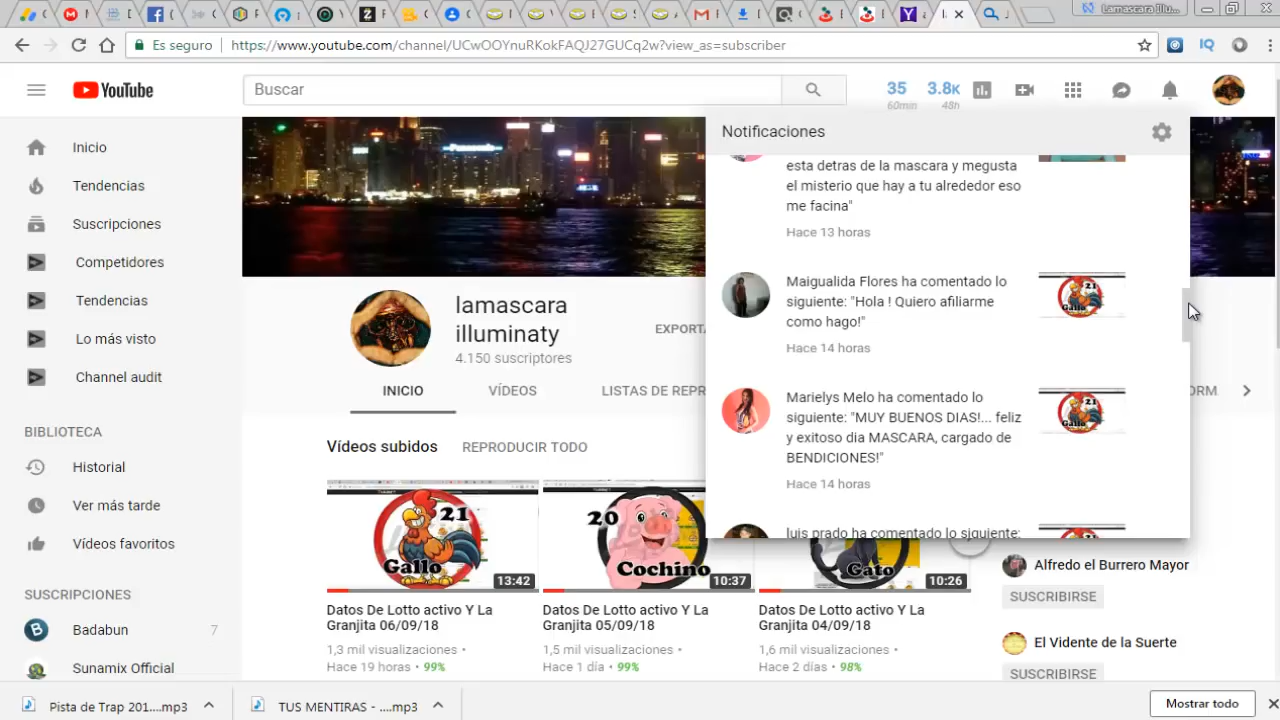 Lamascara Illu...
Es seguro
https://www.youtube.com/channel/UCwOOYnuRKokFAQJ27GUCq2w?view_as=subscriber
YouTube
Buscar
35
60min
3.8K
48h
Inicio
Tendencias
Suscripciones
Competidores
Tendencias
Lo más visto
Channel audit
BIBLIOTECA
Historial
Ver más tarde
Vídeos favoritos
SUSCRIPCIONES
Badabun
7
Sunamix Official
lamascara
illuminaty
4.150 suscriptores
INICIO
VÍDEOS
Vídeos subidos
REPRODUCIR TODO
Notificaciones
esta detras de la mascara y megusta
el misterio que hay a tu alrededor eso
me facina"
Hace 13 horas
Maigualida Flores ha comentado lo
siguiente: "Hola ! Quiero afiliarme
como hago!"
Hace 14 horas
21
Gallo
Marielys Melo ha comentado lo
siguiente: "MUY BUENOS DIAS!... feliz
y exitoso dia MASCARA, cargado de
BENDICIONES!"
Hace 14 horas
21
Gallo
luis prado ha comentado lo siguiente:
21
Gallo
13:42
Datos De Lotto activo Y La
Granjita 06/09/18
1,3 mil visualizaciones •
Hace 19 horas • 99%
20
Cochino
10:37
Datos De Lotto activo Y La
Granjita 05/09/18
1,5 mil visualizaciones •
Hace 1 día • 99%
Gato
10:26
Datos De Lotto activo Y La
Granjita 04/09/18
1,6 mil visualizaciones •
Hace 2 días • 98%
Alfredo el Burrero Mayor
SUSCRIBIRSE
El Vidente de la Suerte
SUSCRIBIRSE
Pista de Trap 201....mp3
TUS MENTIRAS - ....mp3
Mostrar todo